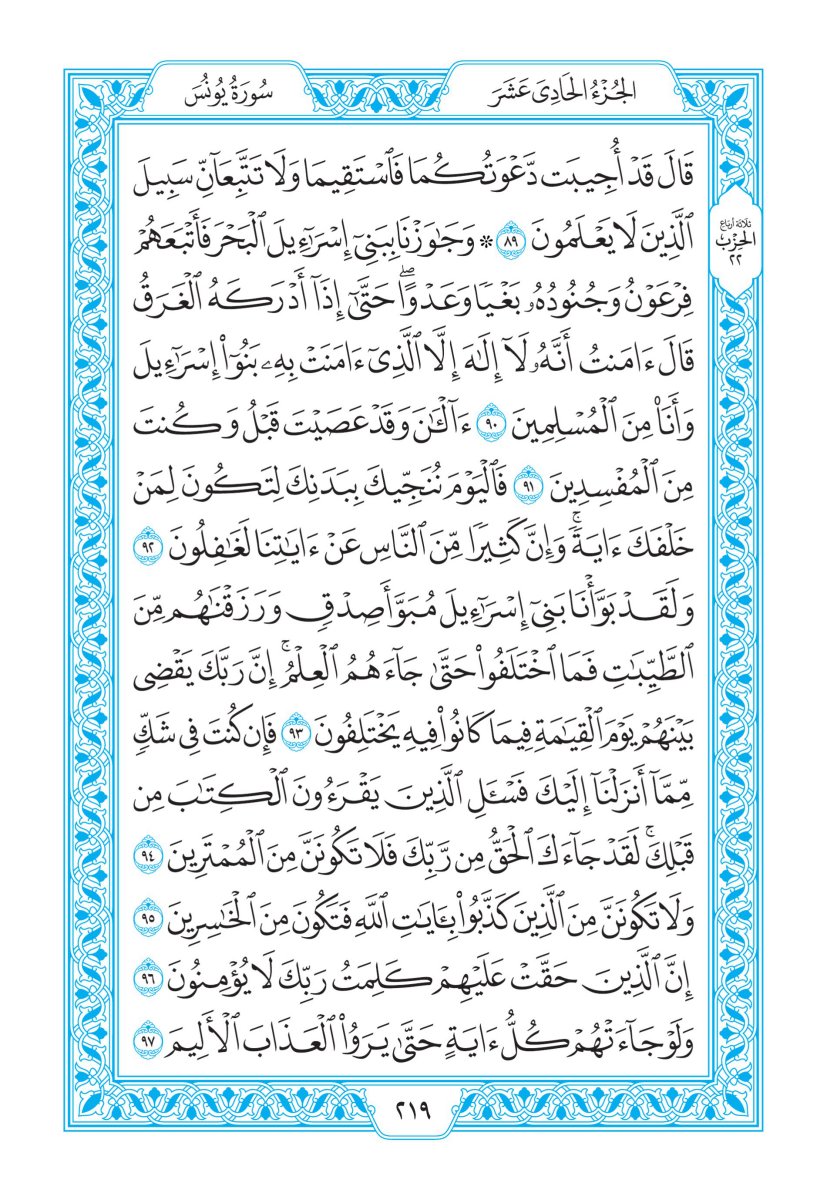 الجُزْءُ الحَادِى عَشَرَ
سُورَةُ يُونُسَ
قَالَ قَدْ أُجِيبَت دَّعْوَتُكُمَا فَٱسْتَقِيمَا وَلَا تَتَّبِعَآنِّ سَبِيلَ
ٱلَّذِينَ لَا يَعْلَمُونَ ٨٩ * وَجَٰوَزْنَا بِبَنِىٓ إِسْرَٰٓءِيلَ ٱلْبَحْرَ فَأَتْبَعَهُمْ
فِرْعَوْنُ وَجُنُودُهُۥ بَغْيًا وَعَدْوًا ۖ حَتَّىٰٓ إِذَآ أَدْرَكَهُ ٱلْغَرَقُ
قَالَ ءَامَنتُ أَنَّهُۥ لَآ إِلَٰهَ إِلَّا ٱلَّذِىٓ ءَامَنَتْ بِهِۦ بَنُوٓا۟ إِسْرَٰٓءِيلَ
وَأَنَا۠ مِنَ ٱلْمُسْلِمِينَ ٩٠ ءَآلْـَٰٔنَ وَقَدْ عَصَيْتَ قَبْلُ وَكُنتَ
مِنَ ٱلْمُفْسِدِينَ ٩١ فَٱلْيَوْمَ نُنَجِّيكَ بِبَدَنِكَ لِتَكُونَ لِمَنْ
خَلْفَكَ ءَايَةً ۚ وَإِنَّ كَثِيرًا مِّنَ ٱلنَّاسِ عَنْ ءَايَٰتِنَا لَغَٰفِلُونَ ٩٢
وَلَقَدْ بَوَّأْنَا بَنِىٓ إِسْرَٰٓءِيلَ مُبَوَّأَ صِدْقٍ وَرَزَقْنَٰهُم مِّنَ
ٱلطَّيِّبَٰتِ فَمَا ٱخْتَلَفُوا۟ حَتَّىٰ جَآءَهُمُ ٱلْعِلْمُ ۚ إِنَّ رَبَّكَ يَقْضِى
بَيْنَهُمْ يَوْمَ ٱلْقِيَٰمَةِ فِيمَا كَانُوا۟ فِيهِ يَخْتَلِفُونَ ٩٣ فَإِن كُنتَ فِى شَكٍّ
مِّمَّآ أَنزَلْنَآ إِلَيْكَ فَسْـَٔلِ ٱلَّذِينَ يَقْرَءُونَ ٱلْكِتَٰبَ مِن
قَبْلِكَ ۚ لَقَدْ جَآءَكَ ٱلْحَقُّ مِن رَّبِّكَ فَلَا تَكُونَنَّ مِنَ ٱلْمُمْتَرِينَ ٩٤
وَلَا تَكُونَنَّ مِنَ ٱلَّذِينَ كَذَّبُوا۟ بِـَٔايَٰتِ ٱللَّهِ فَتَكُونَ مِنَ ٱلْخَٰسِرِينَ ٩٥
إِنَّ ٱلَّذِينَ حَقَّتْ عَلَيْهِمْ كَلِمَتُ رَبِّكَ لَا يُؤْمِنُونَ ٩٦
وَلَوْ جَآءَتْهُمْ كُلُّ ءَايَةٍ حَتَّىٰ يَرَوُا۟ ٱلْعَذَابَ ٱلْأَلِيمَ ٩٧
ثلاثة أرباع
الحِزْب
٢٢
٢١٩